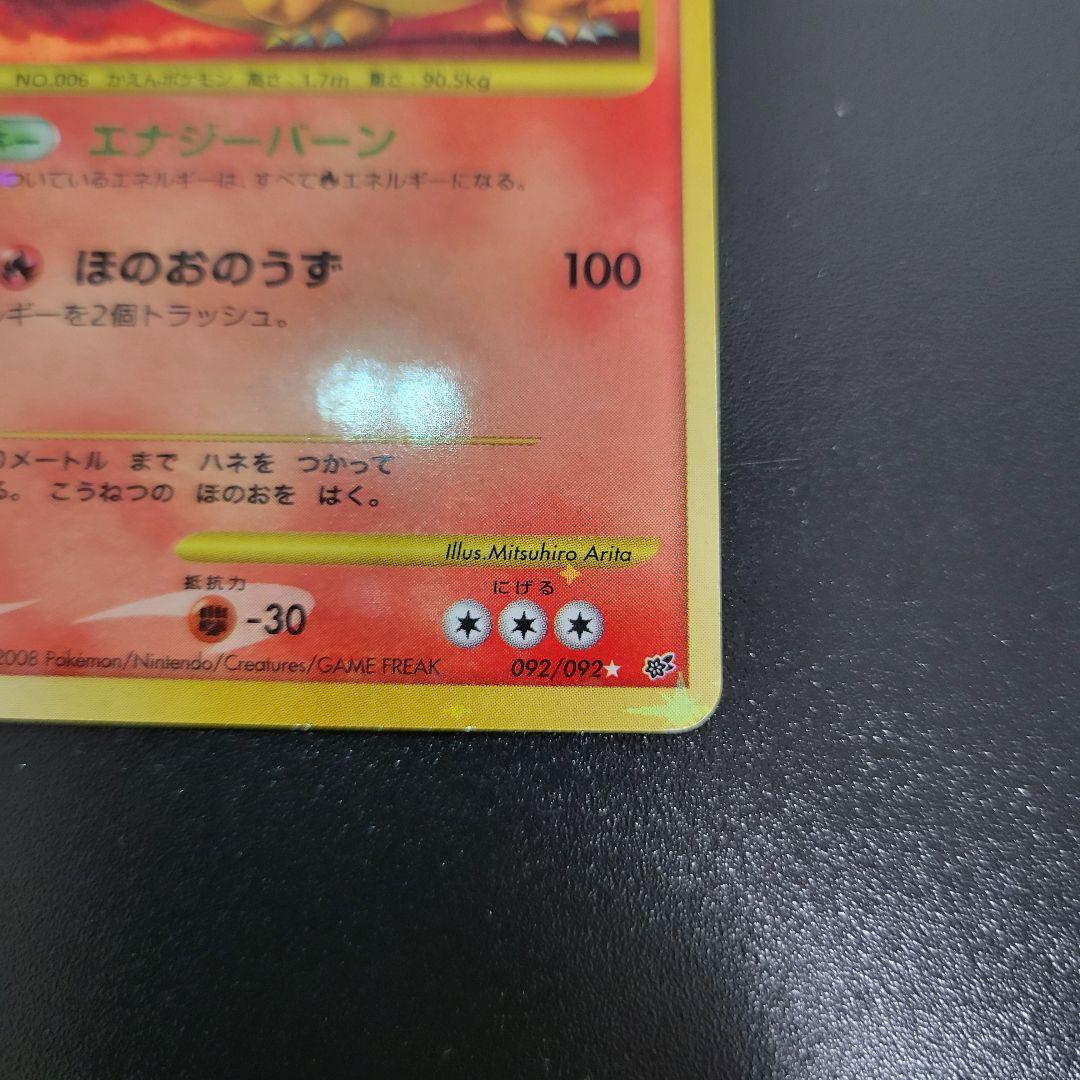 NO.006 かえんポケモン 高さ：1.7m 重さ：90.5kg
ー エナジーバーン
ついているエネルギーは、すべて エネルギーになる。
ほのおのうず 100
ギーを2個トラッシュ。
0メートル まで ハネを つかって
る。 こうねつの ほのおを はく。
Illus.Mitsuhiro Arita
抵抗力 にげる
-30
2008 Pokémon/Nintendo/Creatures/GAME FREAK 092/092★